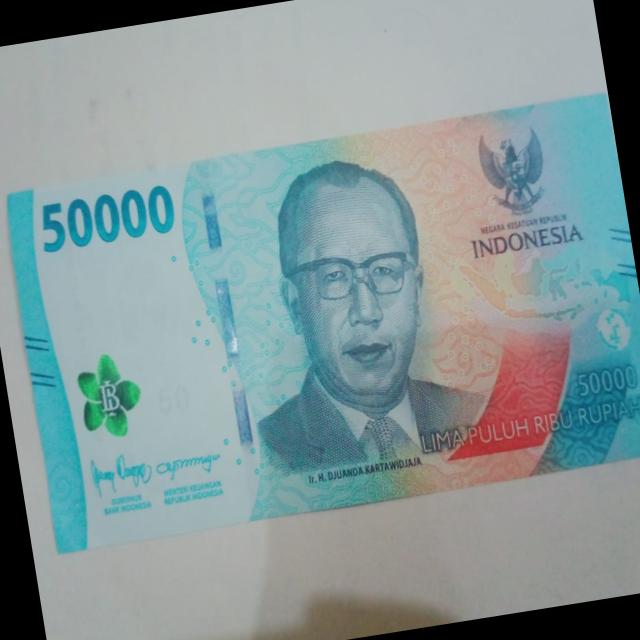 50000
NEGARA KESATUAN REPUBLIK
INDONESIA
50000
LIMA PULUH RIBU RUPIA
Ir. H. DJUANDA KARTAWIDJAJA
GUBERNUR
BANK INDONESIA
MENTERI KEUANGAN
REPUBLIK INDONESIA